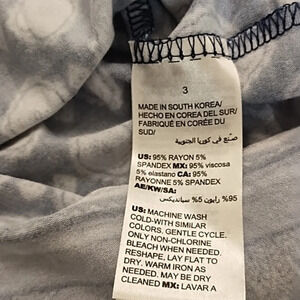 3
MADE IN SOUTH KOREA/
HECHO EN COREA DEL SUR/
FABRIQUÉ EN CORÉE DU
SUD/
صنع في كوريا الجنوبية
US: 95% RAYON 5%
SPANDEX MX: 95% viscosa
5% elastano CA: 95%
RAYONNE 5% SPANDEX
AE/KW/SA:
95% رايون 5% سبانديكس
US: MACHINE WASH
COLD-WITH SIMILAR
COLORS. GENTLE CYCLE.
ONLY NON-CHLORINE
BLEACH WHEN NEEDED.
RESHAPE, LAY FLAT TO
DRY. WARM IRON AS
NEEDED. MAY BE DRY
CLEANED MX: LAVAR A